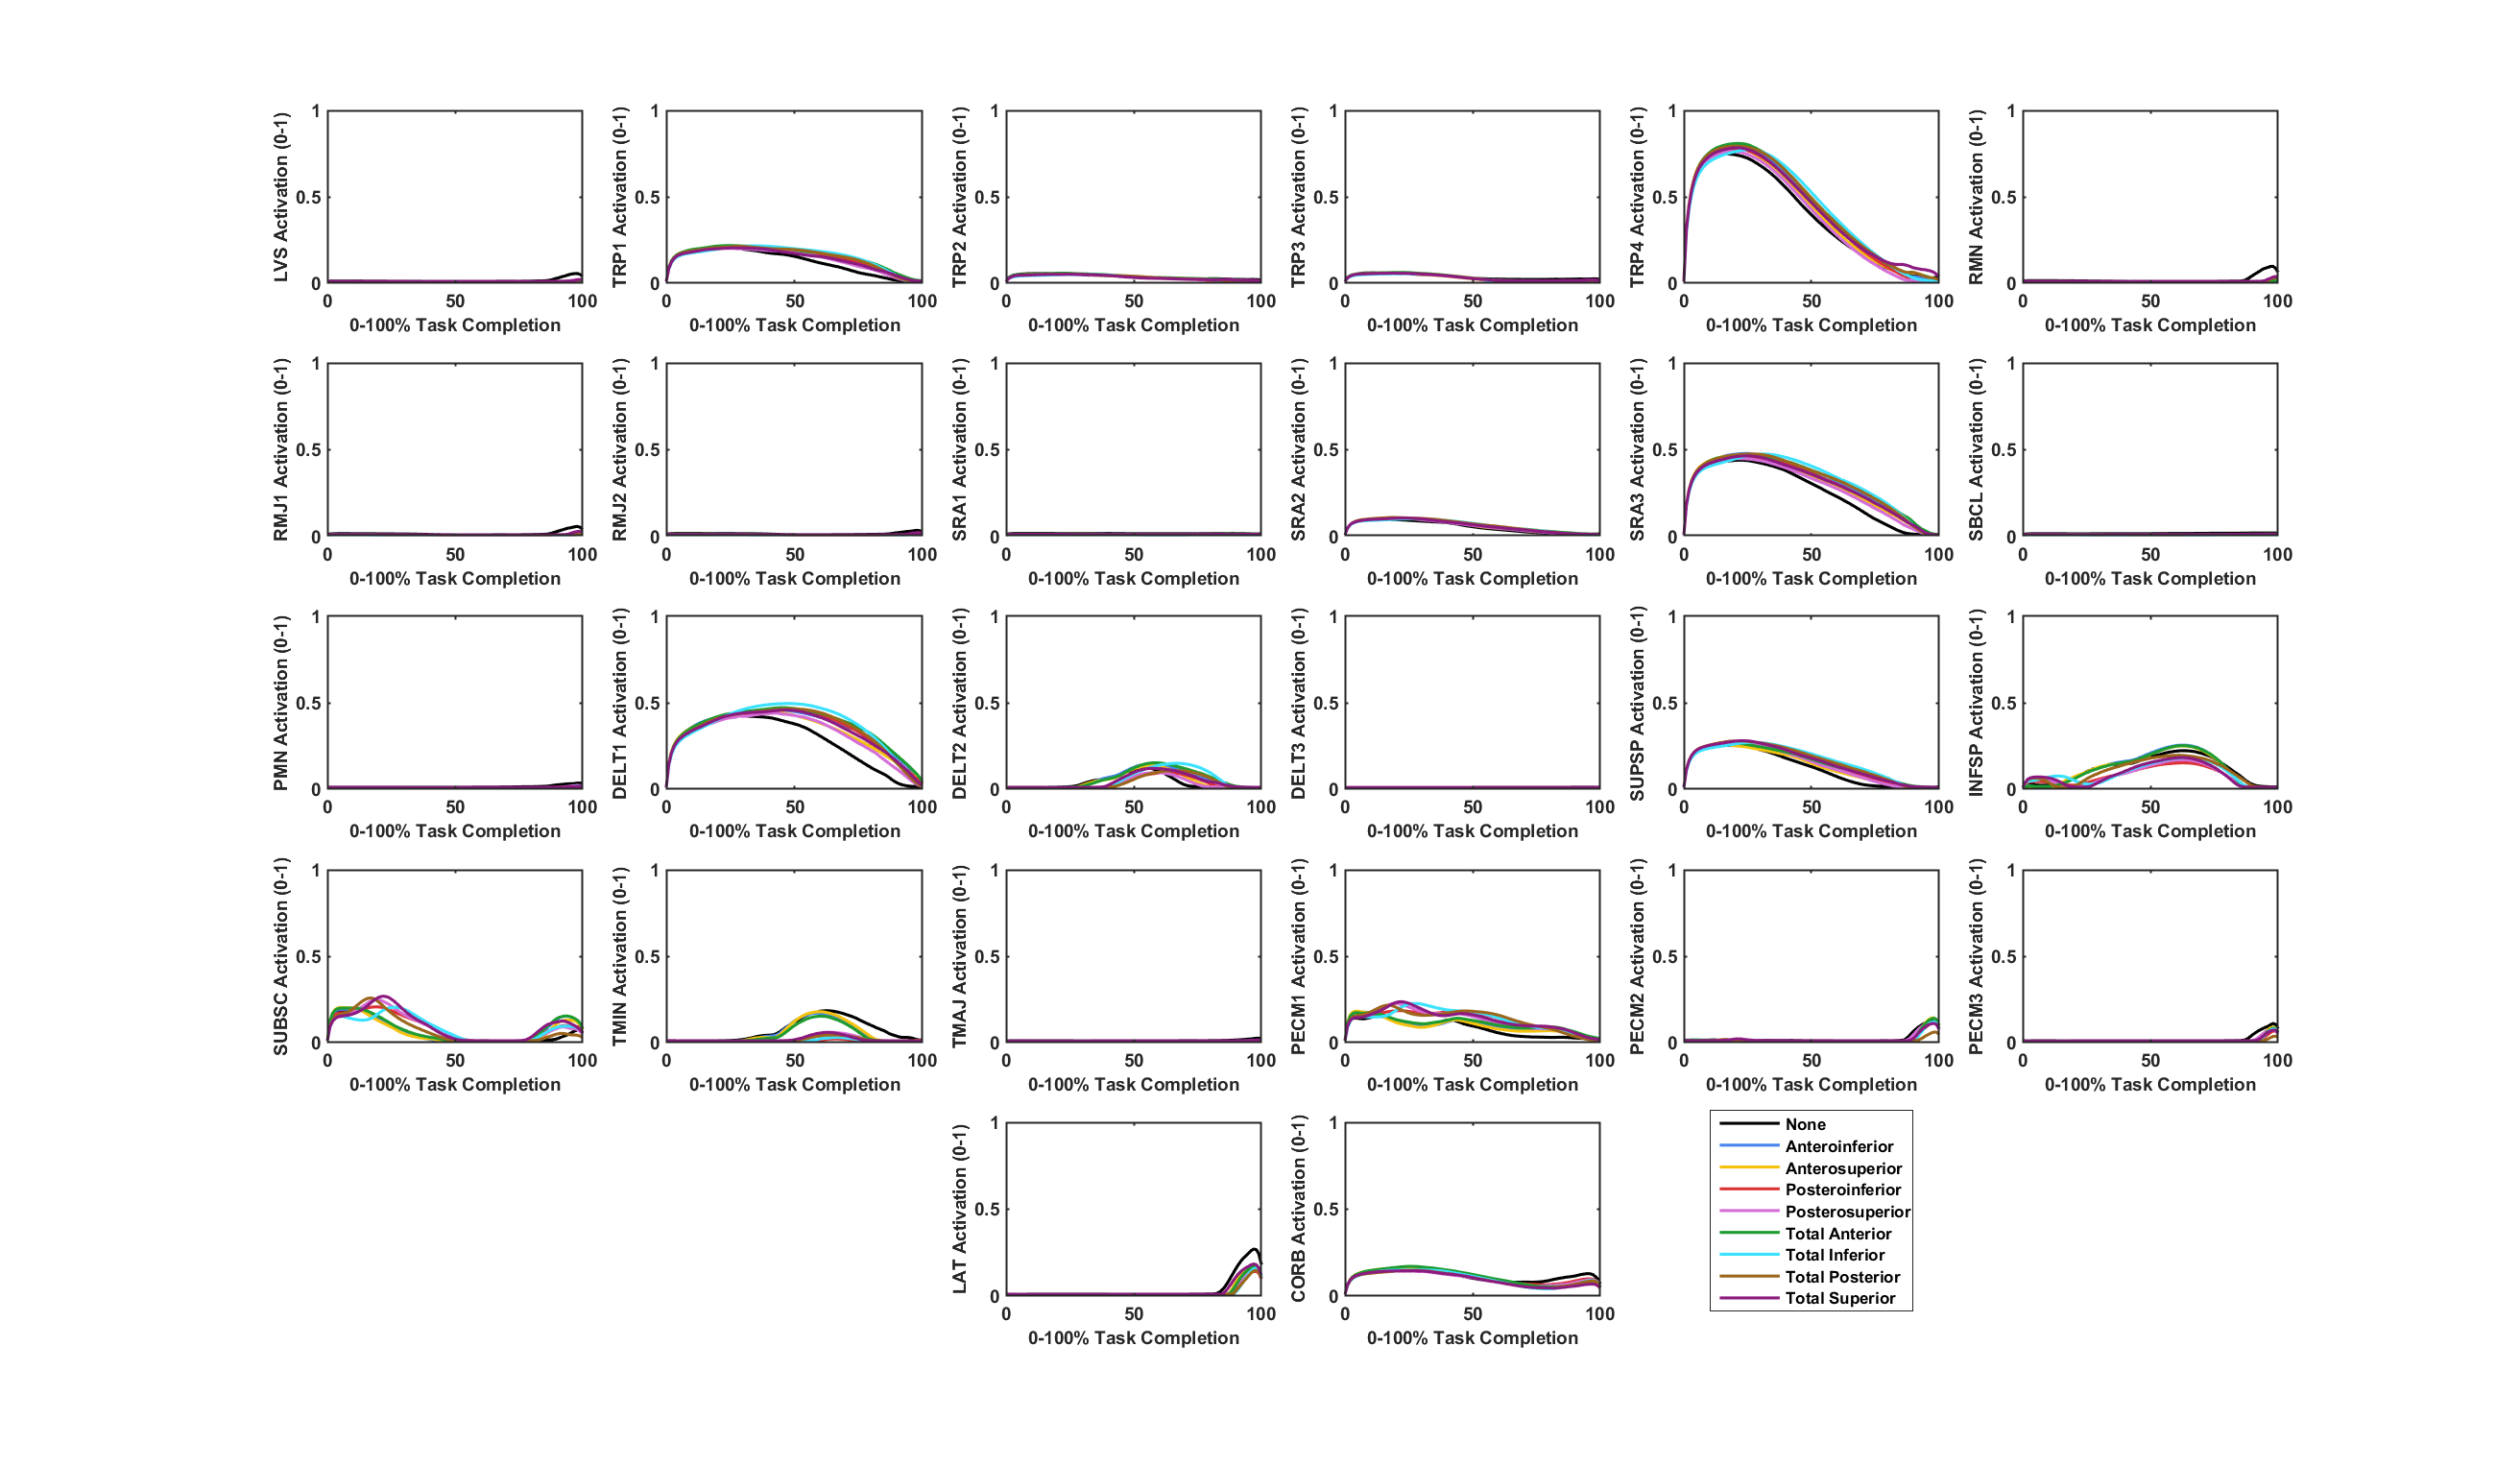 LVS Activation (0-1)
1
0.5
0
0 50 100
0-100% Task Completion
TRP1 Activation (0-1)
1
0.5
0
0 50 100
0-100% Task Completion
TRP2 Activation (0-1)
1
0.5
0
0 50 100
0-100% Task Completion
TRP3 Activation (0-1)
1
0.5
0
0 50 100
0-100% Task Completion
TRP4 Activation (0-1)
1
0.5
0
0 50 100
0-100% Task Completion
RMN Activation (0-1)
1
0.5
0
0 50 100
0-100% Task Completion
RMJ1 Activation (0-1)
1
0.5
0
0 50 100
0-100% Task Completion
RMJ2 Activation (0-1)
1
0.5
0
0 50 100
0-100% Task Completion
SRA1 Activation (0-1)
1
0.5
0
0 50 100
0-100% Task Completion
SRA2 Activation (0-1)
1
0.5
0
0 50 100
0-100% Task Completion
SRA3 Activation (0-1)
1
0.5
0
0 50 100
0-100% Task Completion
SBCL Activation (0-1)
1
0.5
0
0 50 100
0-100% Task Completion
PMN Activation (0-1)
1
0.5
0
0 50 100
0-100% Task Completion
DELT1 Activation (0-1)
1
0.5
0
0 50 100
0-100% Task Completion
DELT2 Activation (0-1)
1
0.5
0
0 50 100
0-100% Task Completion
DELT3 Activation (0-1)
1
0.5
0
0 50 100
0-100% Task Completion
SUPSP Activation (0-1)
1
0.5
0
0 50 100
0-100% Task Completion
INFSP Activation (0-1)
1
0.5
0
0 50 100
0-100% Task Completion
SUBSC Activation (0-1)
1
0.5
0
0 50 100
0-100% Task Completion
TMIN Activation (0-1)
1
0.5
0
0 50 100
0-100% Task Completion
TMAJ Activation (0-1)
1
0.5
0
0 50 100
0-100% Task Completion
PECM1 Activation (0-1)
1
0.5
0
0 50 100
0-100% Task Completion
PECM2 Activation (0-1)
1
0.5
0
0 50 100
0-100% Task Completion
PECM3 Activation (0-1)
1
0.5
0
0 50 100
0-100% Task Completion
LAT Activation (0-1)
1
0.5
0
0 50 100
0-100% Task Completion
CORB Activation (0-1)
1
0.5
0
0 50 100
0-100% Task Completion
None
Anteroinferior
Anterosuperior
Posteroinferior
Posterosuperior
Total Anterior
Total Inferior
Total Posterior
Total Superior